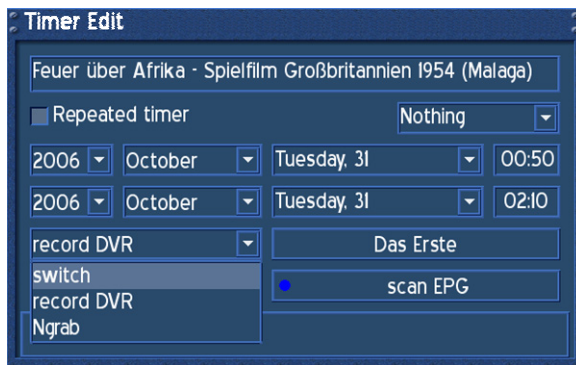 Timer Edit
Feuer über Afrika - Spielfilm Großbritannien 1954 (Malaga)
Repeated timer
Nothing
2006 October Tuesday, 31 00:50
2006 October Tuesday, 31 02:10
record DVR
Das Erste
switch
scan EPG
record DVR
Ngrab